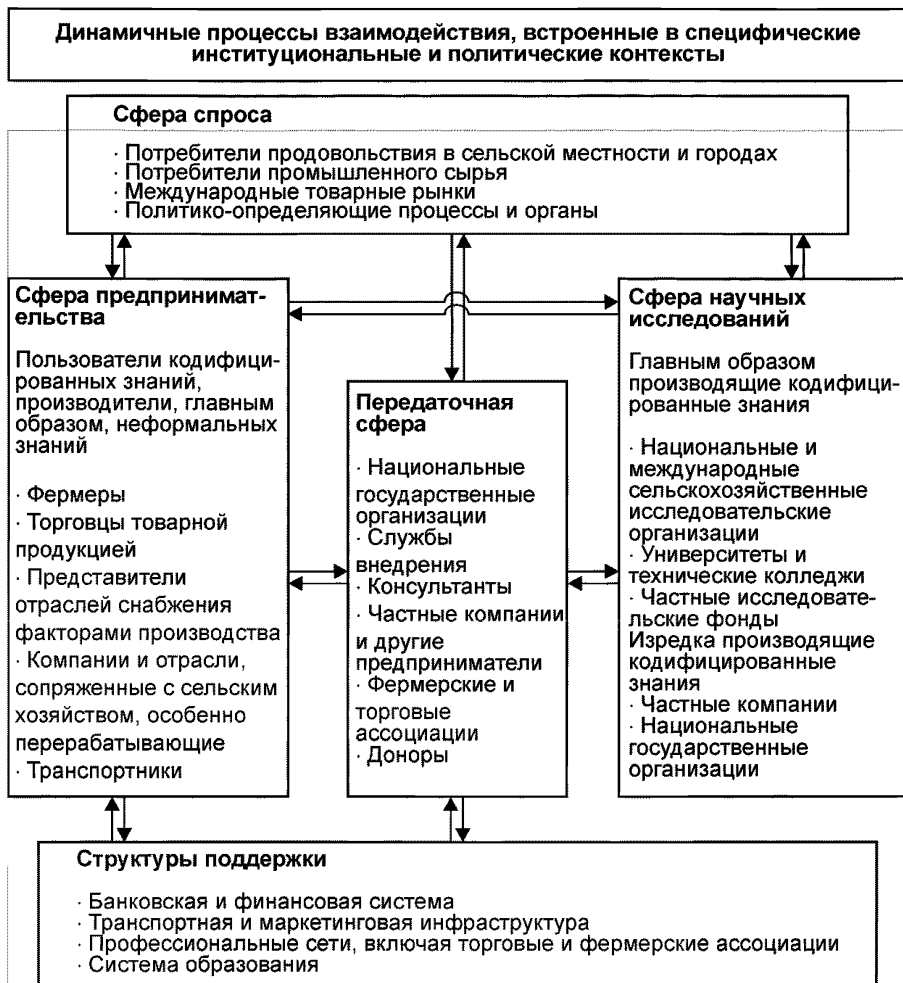 Динамичные процессы взаимодействия, встроенные в специфические
институциональные и политические контексты
Сфера спроса
· Потребители продовольствия в сельской местности и городах
· Потребители промышленного сырья
· Международные товарные рынки
· Политико-определяющие процессы и органы
Сфера предпринимат-
ельства
Пользователи кодифици-
рованных знаний,
производители, главным
образом, неформальных
знаний
· Фермеры
· Торговцы товарной
продукцией
· Представители
отраслей снабжения
факторами производства
· Компании и отрасли,
сопряженные с сельским
хозяйством, особенно
перерабатывающие
· Транспортники
Передаточная
сфера
· Национальные
государственные
организации
· Службы
внедрения
· Консультанты
· Частные компании
и другие
предприниматели
· Фермерские и
торговые
ассоциации
· Доноры
Сфера научных
исследований
Главным образом
производящие кодифици-
рованные знания
· Национальные и
международные
сельскохозяйственные
исследовательские
организации
· Университеты и
технические колледжи
· Частные исследовате-
льские фонды
Изредка производящие
кодифицированные
знания
· Частные компании
· Национальные
государственные
организации
Структуры поддержки
· Банковская и финансовая система
· Транспортная и маркетинговая инфраструктура
· Профессиональные сети, включая торговые и фермерские ассоциации
· Система образования